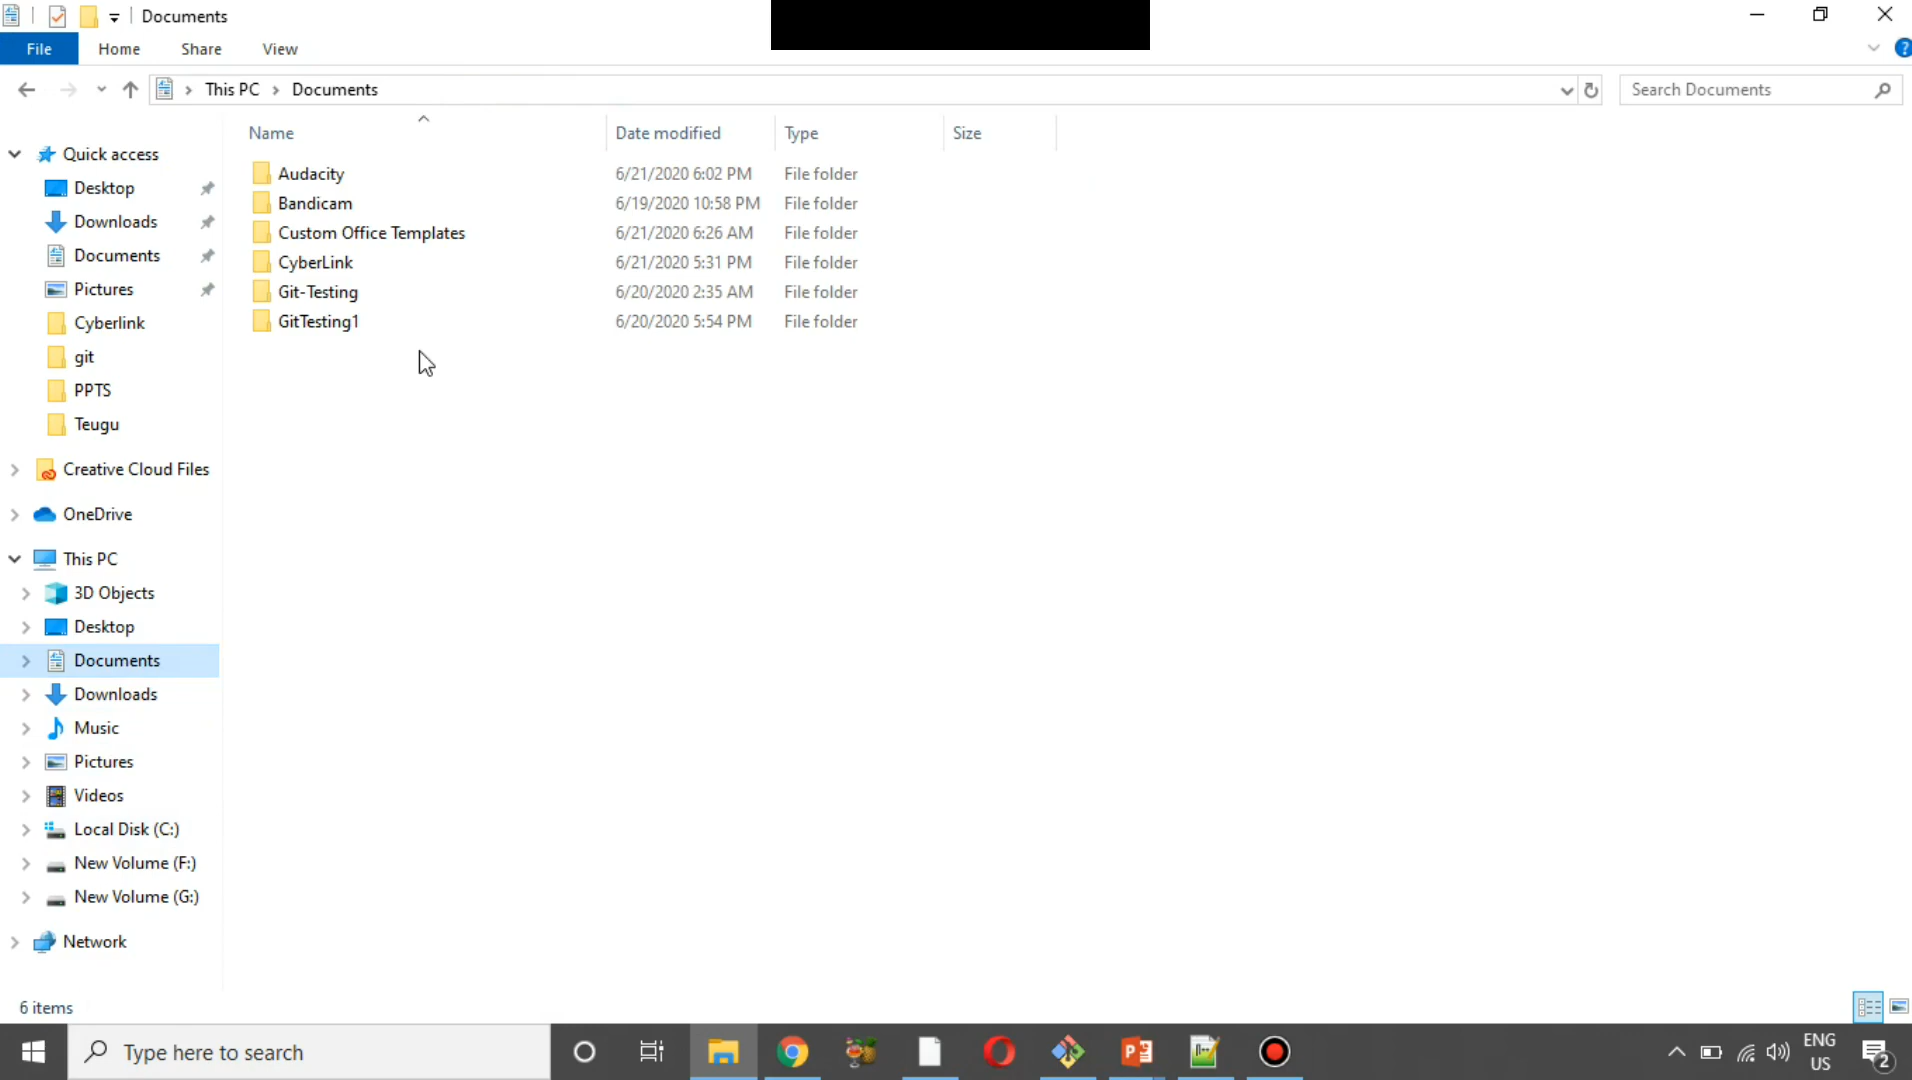 Documents
File Home Share View
This PC Documents
Search Documents
Name Date modified Type Size
Audacity 6/21/2020 6:02 PM File folder
Bandicam 6/19/2020 10:58 PM File folder
Custom Office Templates 6/21/2020 6:26 AM File folder
CyberLink 6/21/2020 5:31 PM File folder
Git-Testing 6/20/2020 2:35 AM File folder
GitTesting1 6/20/2020 5:54 PM File folder
Quick access
Desktop
Downloads
Documents
Pictures
Cyberlink
git
PPTS
Teugu
Creative Cloud Files
OneDrive
This PC
3D Objects
Desktop
Documents
Downloads
Music
Pictures
Videos
Local Disk (C:)
New Volume (F:)
New Volume (G:)
Network
6 items
Type here to search
ENG
US
2